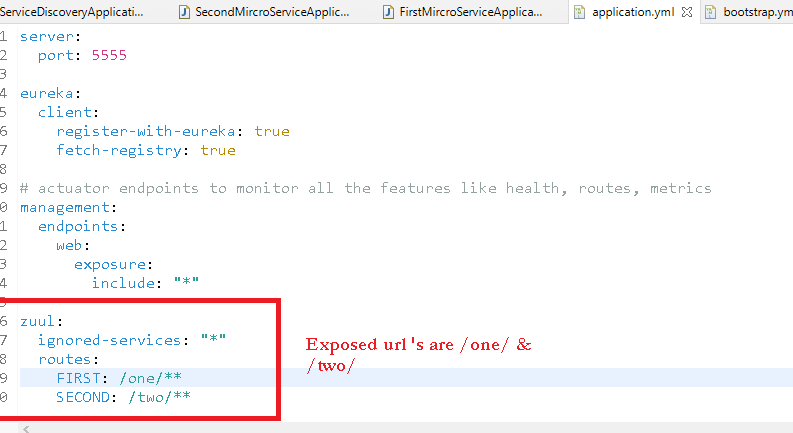 ServiceDiscoveryApplicati... SecondMircroServiceApplic... FirstMircroServiceApplica... application.yml bootstrap.ym
1 server:
2   port: 5555
3
4 eureka:
5   client:
6     register-with-eureka: true
7     fetch-registry: true
8
9 # actuator endpoints to monitor all the features like health, routes, metrics
0 management:
1   endpoints:
2     web:
3       exposure:
4         include: "*"
6 zuul:
7   ignored-services: "*"
8   routes:
9     FIRST: /one/**
0     SECOND: /two/**
Exposed url's are /one/ &
/two/